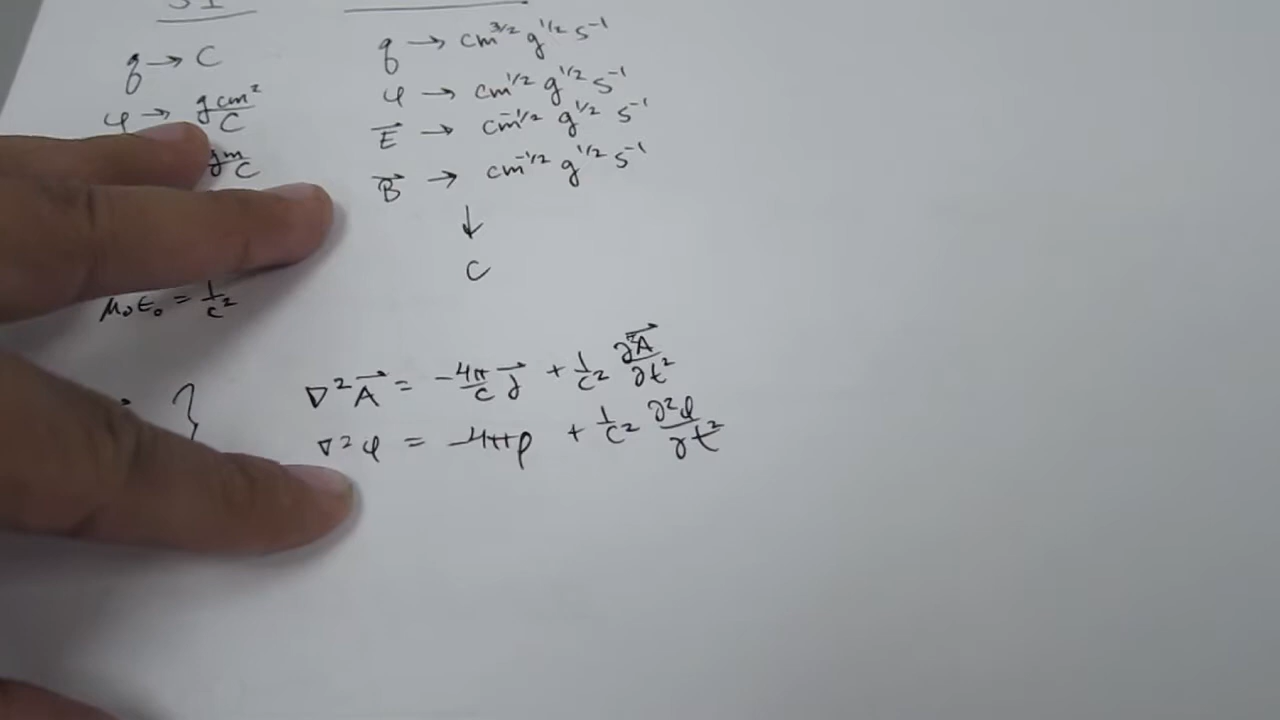 SI
q → C
φ → g cm²/C
gm/C
μ₀ε₀ = 1/c²
q → cm^3/2 g^1/2 s^-1
φ → cm^1/2 g^1/2 s^-1
E⃗ → cm^-1/2 g^1/2 s^-1
B⃗ → cm^-1/2 g^1/2 s^-1
↓
C
∇²A⃗ = -4π/c j⃗ + 1/c² ∂²A⃗/∂t²
∇²φ = -4πρ + 1/c² ∂²φ/∂t²